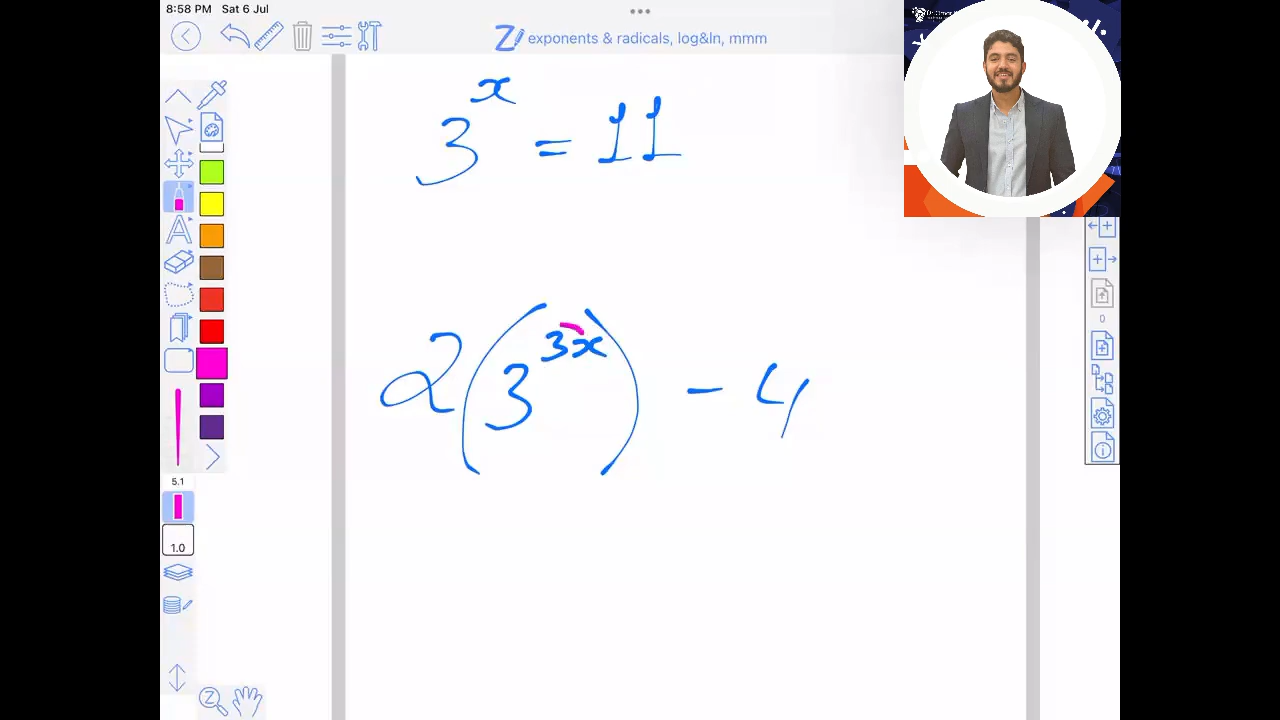 8:58 PM Sat 6 Jul
exponents & radicals, log&ln, mmm
3^x = 11
2(3^{3x}) - 4
5.1
1.0
0